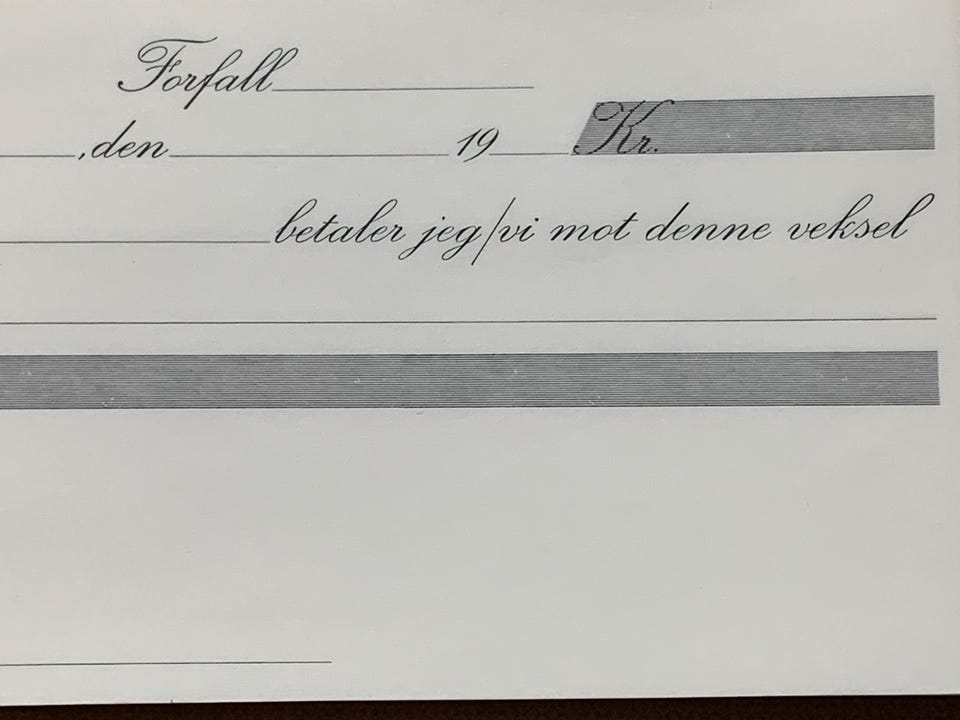 Forfall
, den 19 Kr.
betaler jeg/vi mot denne veksel